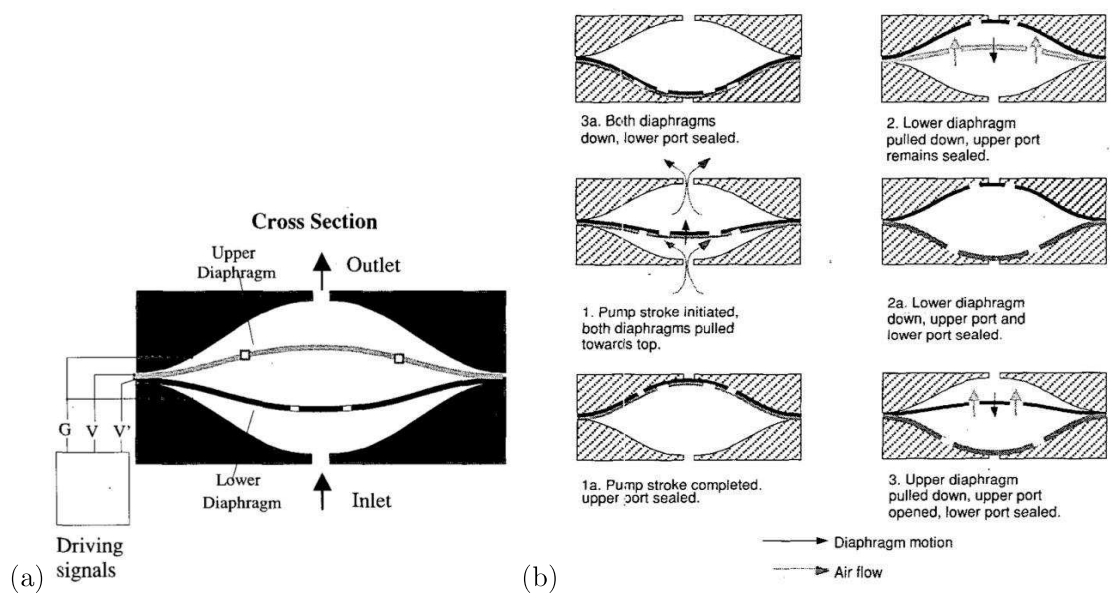 Cross Section
Upper
Diaphragm
Outlet
G V V'
Lower
Diaphragm
Inlet
Driving
signals
(a)
3a. Both diaphragms
down, lower port sealed.
1. Pump stroke initiated,
both diaphragms pulled
towards top.
1a. Pump stroke completed.
upper port sealed.
2. Lower diaphragm
pulled down, upper port
remains sealed.
2a. Lower diaphragm
down, upper port and
lower port sealed.
3. Upper diaphragm
pulled down, upper port
opened, lower port sealed.
Diaphragm motion
Air flow
(b)